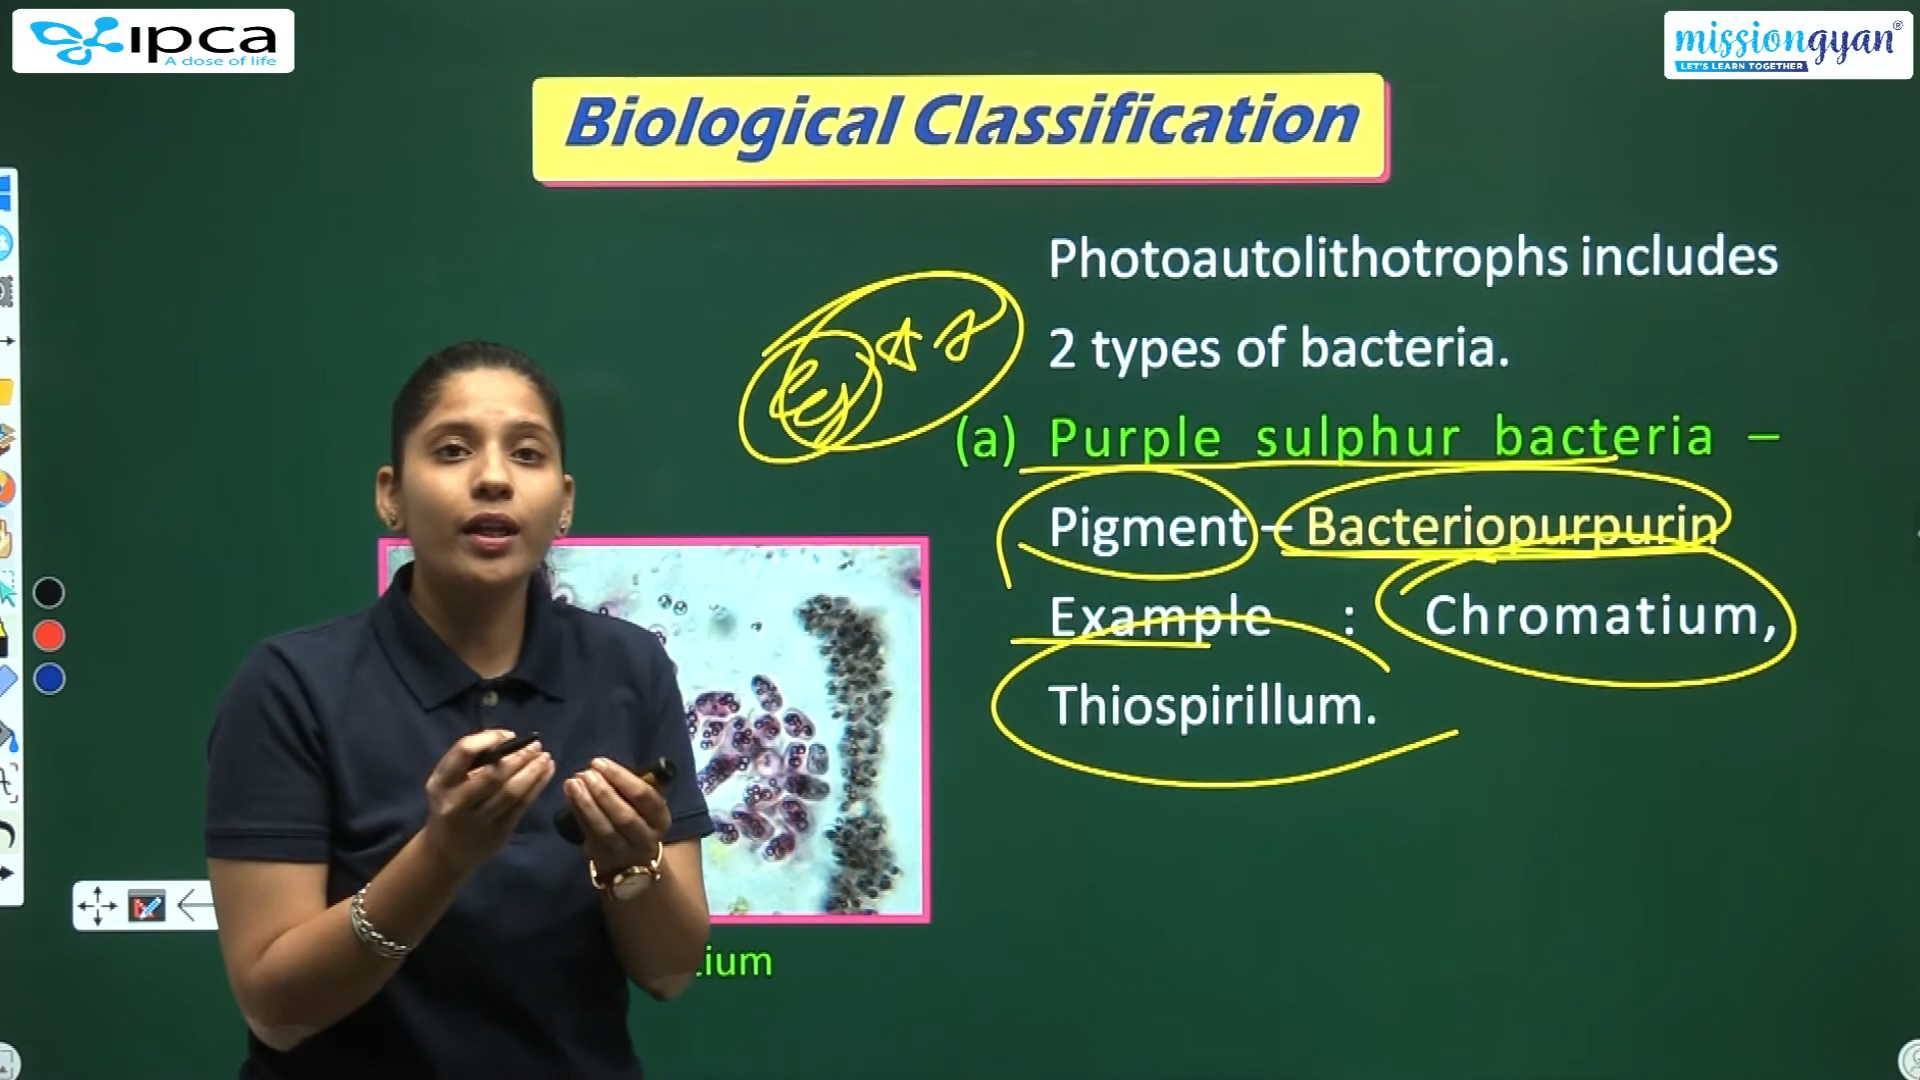 ipca
A dose of life
missiongyan®
LET'S LEARN TOGETHER
Biological Classification
Photoautolithotrophs includes
2 types of bacteria.
(a) Purple sulphur bacteria –
Pigment – Bacteriopurpurin
Example : Chromatium,
Thiospirillum.
ium